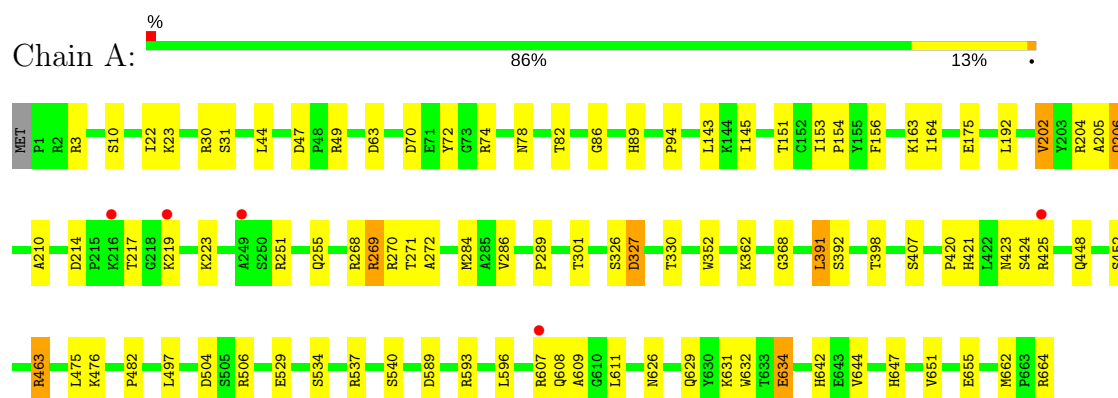 %
Chain A:
86% 13% •
MET P1 R2 R3 S10 I22 K23 R30 S31 L44 D47 P48 R49 D63 D70 E71 Y72 G73 R74 N78 T82 G86 H89 P94 L143 K144 I145 T151 C152 I153 P154 Y155 F156 K163 I164 E175 L192 V202 Y203 R204 A205
A210 D214 P215 K216 T217 G218 K219 K223 A249 S250 R251 Q255 R268 R269 R270 T271 A272 M284 A285 V286 P289 T301 S326 D327 T330 W352 K362 G368 L391 S392 T398 S407 P420 H421 L422 N423 S424 R425 Q448
R463 L475 K476 P482 L497 D504 S505 R506 E529 S534 R537 S540 D589 R593 L596 R607 Q608 A609 G610 L611 N626 Q629 Y630 K631 W632 T633 E634 H642 E643 V644 H647 V651 E655 M662 P663 R664